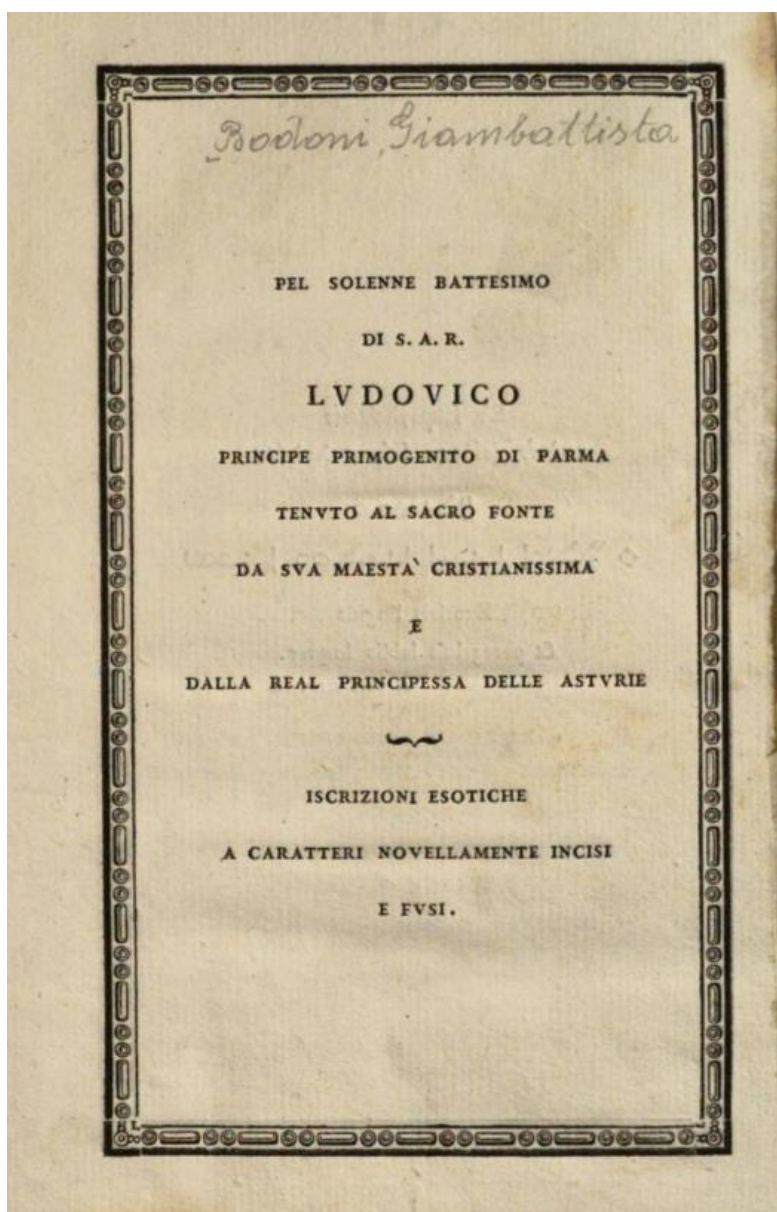 Bodoni, Giambattista
PEL SOLENNE BATTESIMO
DI S. A. R.
LVDOVICO
PRINCIPE PRIMOGENITO DI PARMA
TENVTO AL SACRO FONTE
DA SVA MAESTA` CRISTIANISSIMA
E
DALLA REAL PRINCIPESSA DELLE ASTVRIE
ISCRIZIONI ESOTICHE
A CARATTERI NOVELLAMENTE INCISI
E FVSI.